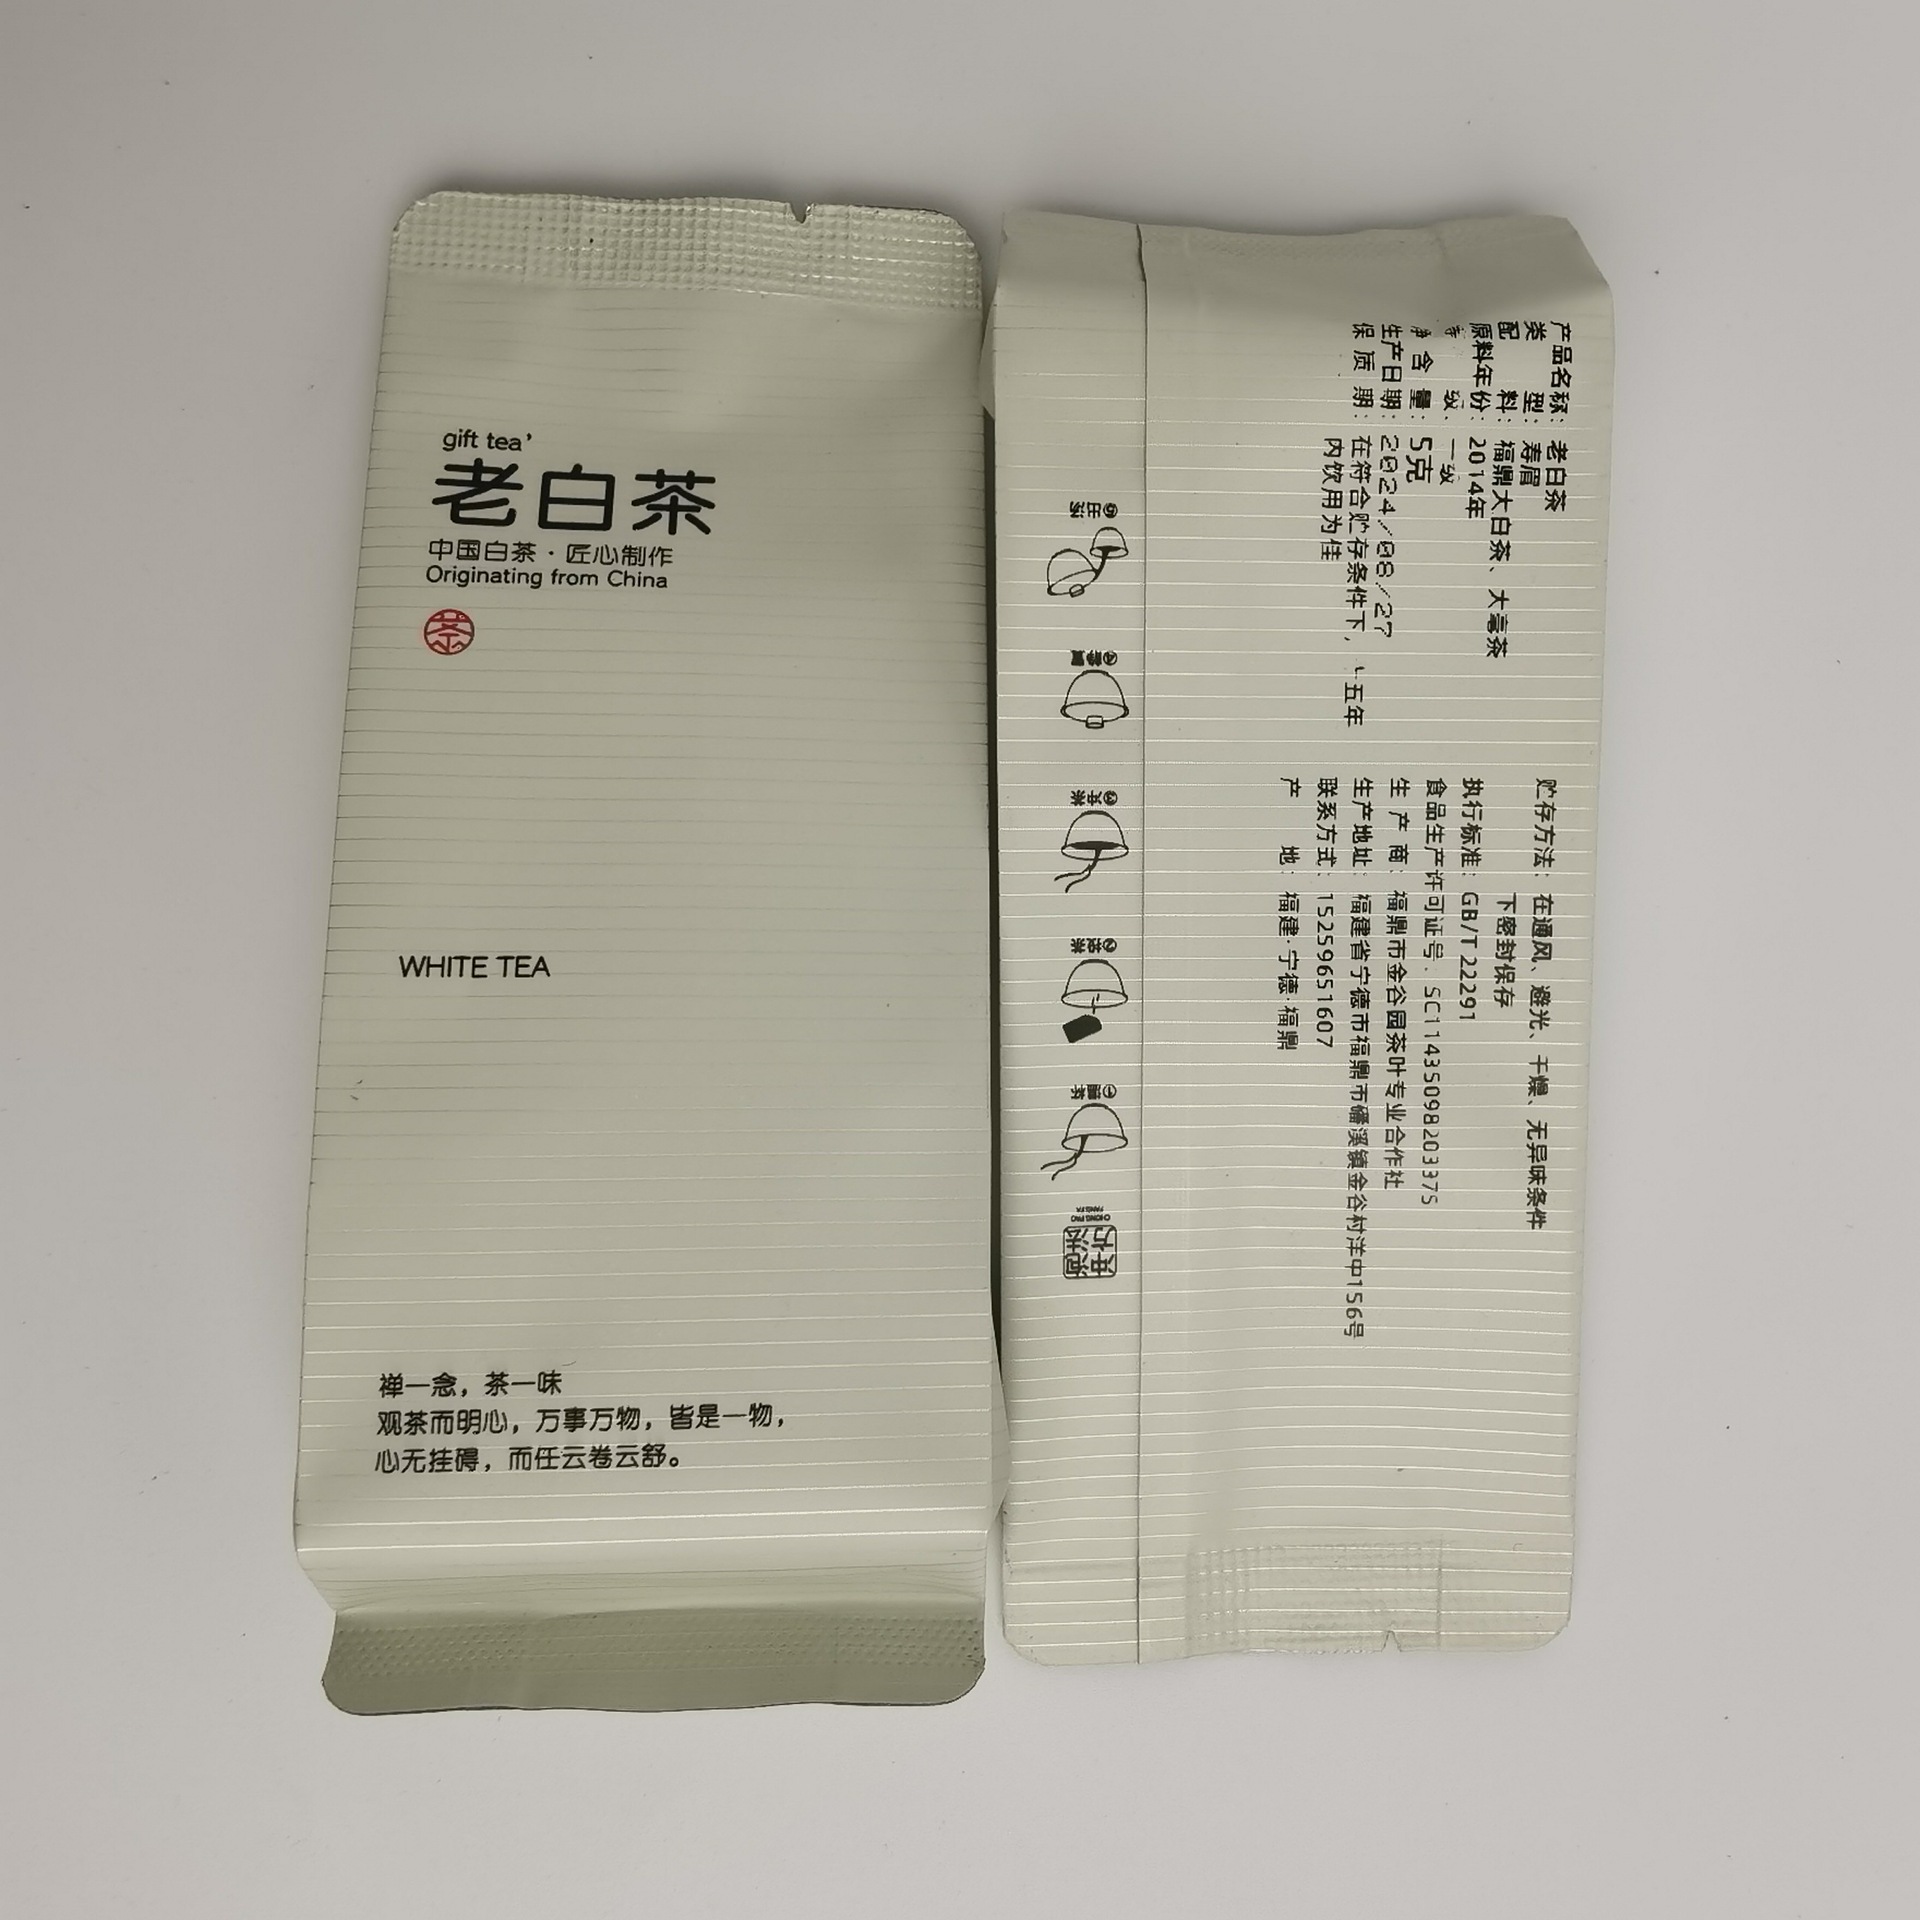 gift tea'
老白茶
中国白茶·匠心制作
Originating from China
茶
WHITE TEA
禅一念，茶一味
观茶而明心，万事万物，皆是一物，
心无挂碍，而任云卷云舒。
产品名称：老白茶
类型：寿眉
配料：福鼎大白茶、大毫茶
原料年份：2014年
级：一级
净含量：5克
生产日期：2024/08/27
保质期：在符合贮存条件下，五年
内饮用为佳
贮存方法：在通风、避光、干燥、无异味条件
下密封保存
执行标准：GB/T 22291
食品生产许可证号：SC11435098203375
生产商：福鼎市金谷园茶叶专业合作社
生产地址：福建省宁德市福鼎市磻溪镇金谷村洋中156号
联系方式：15259651607
产地：福建·宁德·福鼎
冲泡方法